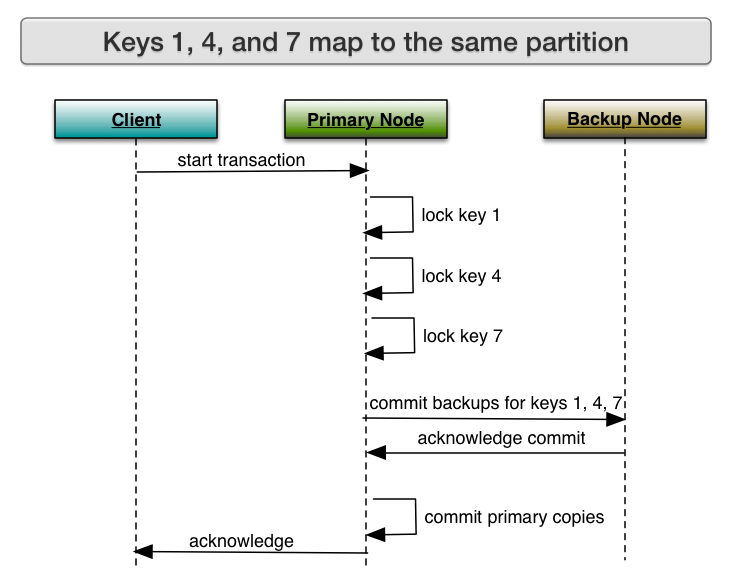 Keys 1, 4, and 7 map to the same partition
Client
Primary Node
Backup Node
start transaction
lock key 1
lock key 4
lock key 7
commit backups for keys 1, 4, 7
acknowledge commit
commit primary copies
acknowledge